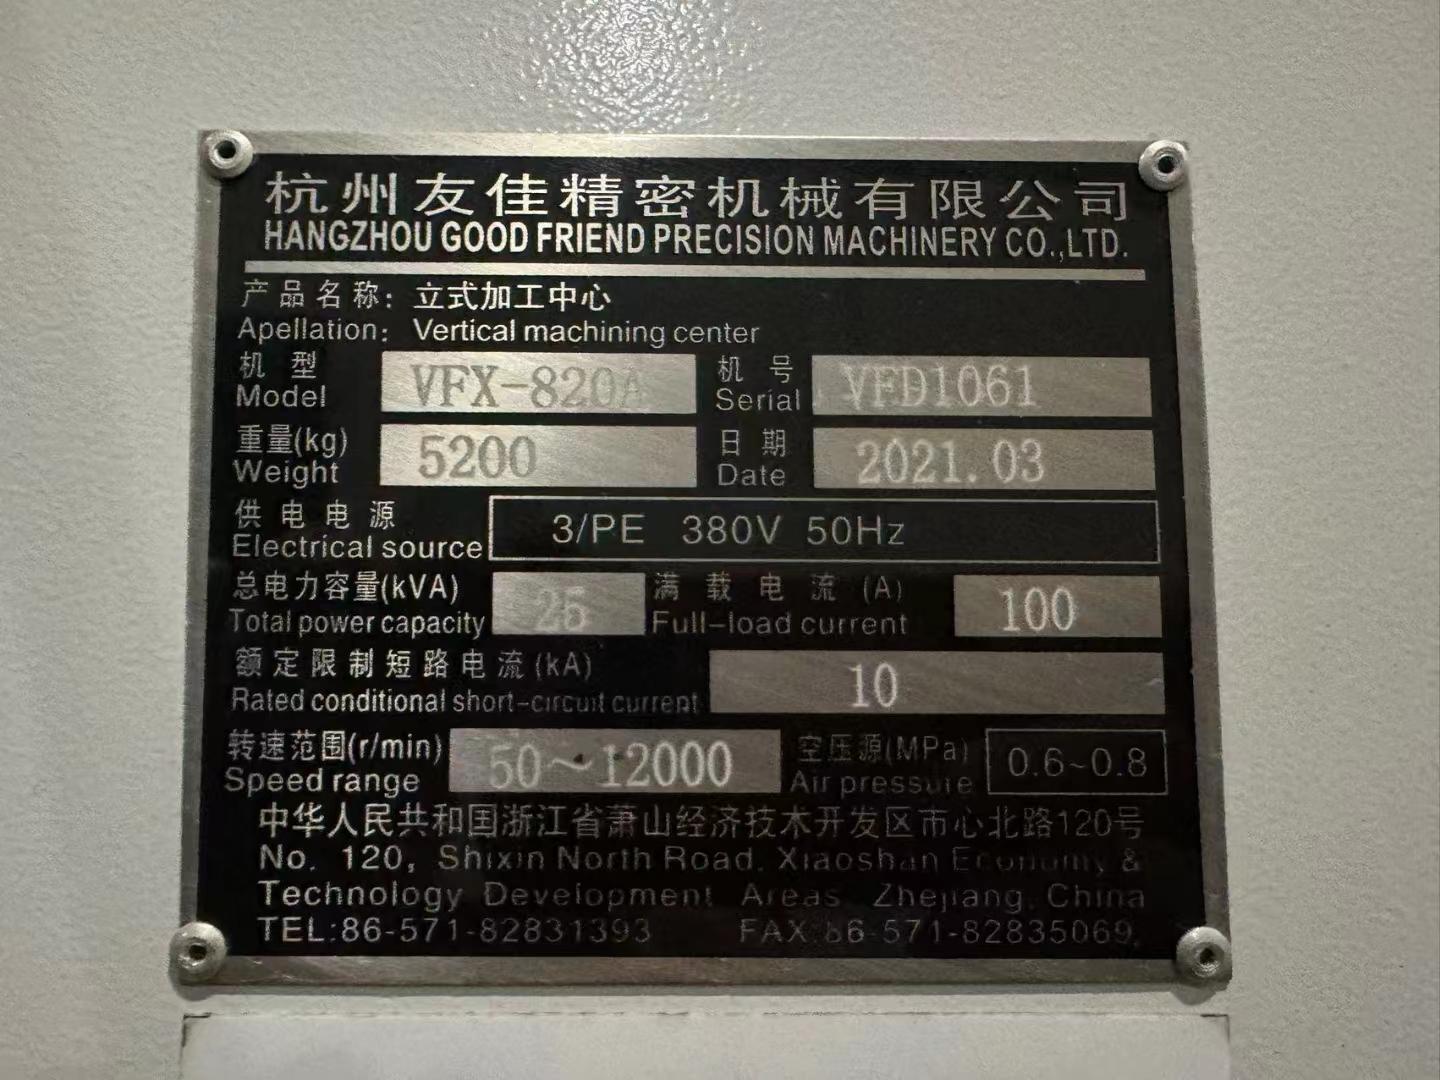 杭州友佳精密机械有限公司
HANGZHOU GOOD FRIEND PRECISION MACHINERY CO.,LTD.
产品名称: 立式加工中心
Apellation: Vertical machining center
机型 VFX-820A 机号 VFD1061
Model Serial
重量(kg) 5200 日期 2021.03
Weight Date
供电电源 3/PE 380V 50Hz
Electrical source
总电力容量(kVA) 25 满载电流(A) 100
Total power capacity Full-load current
额定限制短路电流(kA) 10
Rated conditional short-circuit current
转速范围(r/min) 50~12000 空压源(MPa) 0.6~0.8
Speed range Air pressure
中华人民共和国浙江省萧山经济技术开发区市心北路120号
No. 120, Shixin North Road, Xiaoshan Economy &
Technology Development Areas, Zhejiang, China
TEL:86-571-82831393 FAX:86-571-82835069